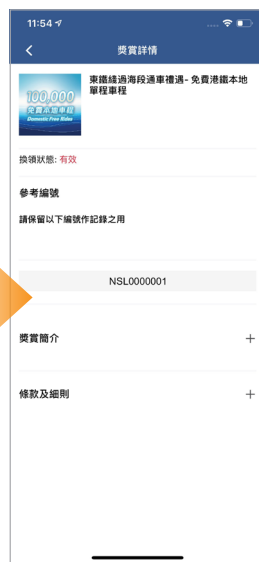 11:54
獎賞詳情
100,000
免費本地車程
Domestic Free Rides
東鐵綫過海段通車禮遇- 免費港鐵本地
單程車程
換領狀態: 有效
參考編號
請保留以下編號作記錄之用
NSL0000001
獎賞簡介
條款及細則